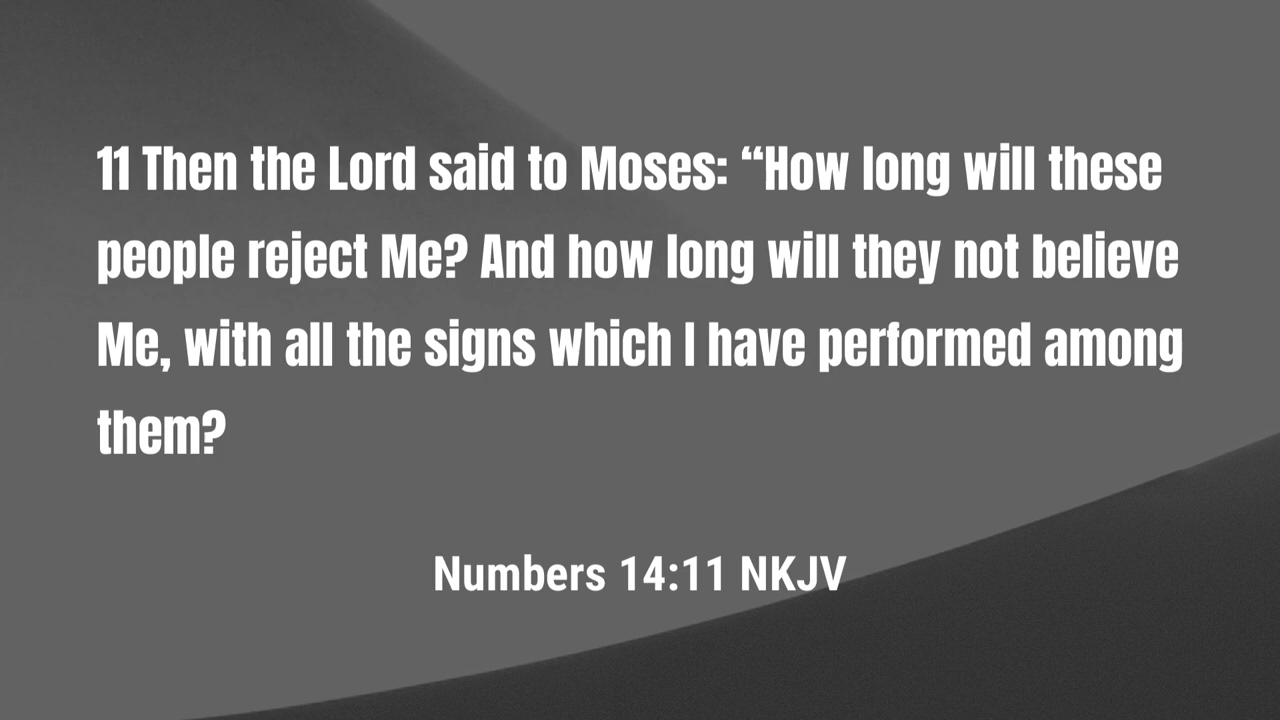 11 Then the Lord said to Moses: “How long will these
people reject Me? And how long will they not believe
Me, with all the signs which I have performed among
them?
Numbers 14:11 NKJV